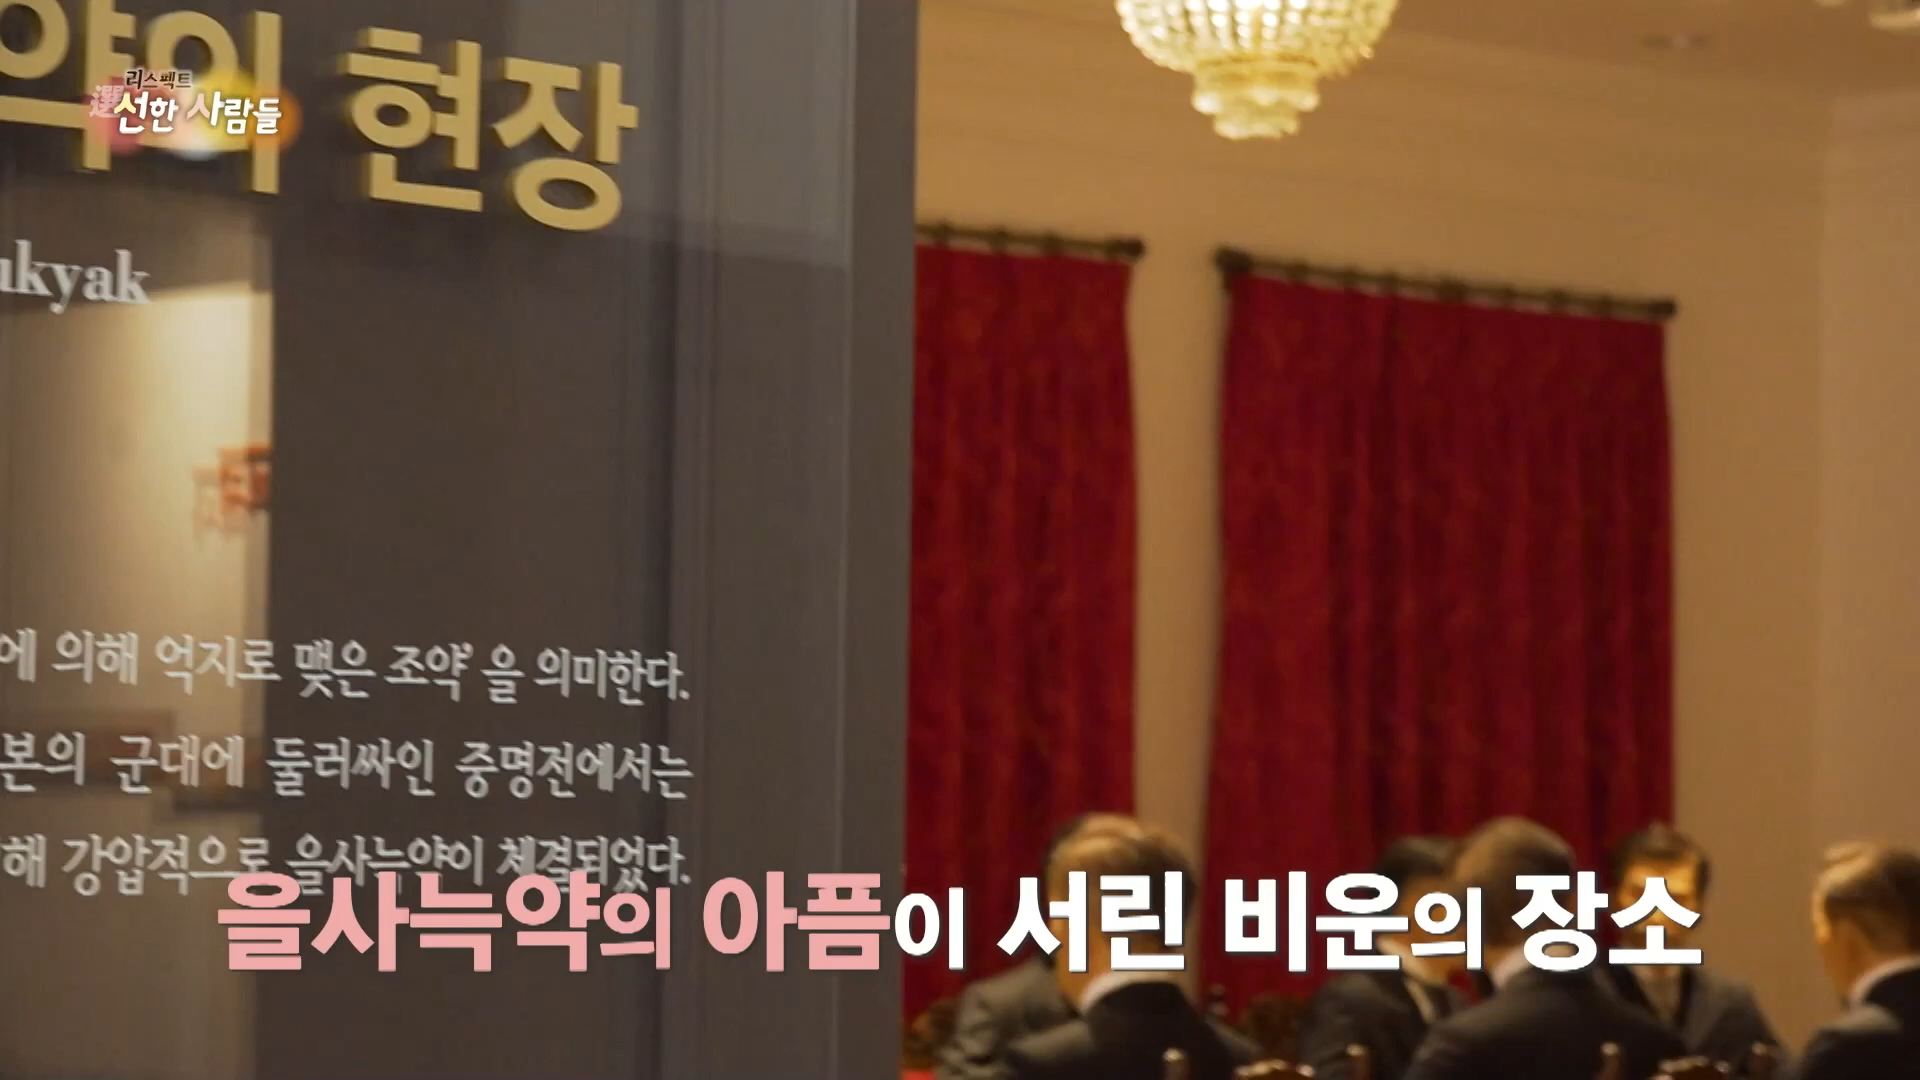 약의 현장
리스펙트
選선한 사람들
ukyak
에 의해 억지로 맺은 조약’을 의미한다.
본의 군대에 둘러싸인 중명전에서는
해 강압적으로 을사늑약이 체결되었다.
을사늑약의 아픔이 서린 비운의 장소